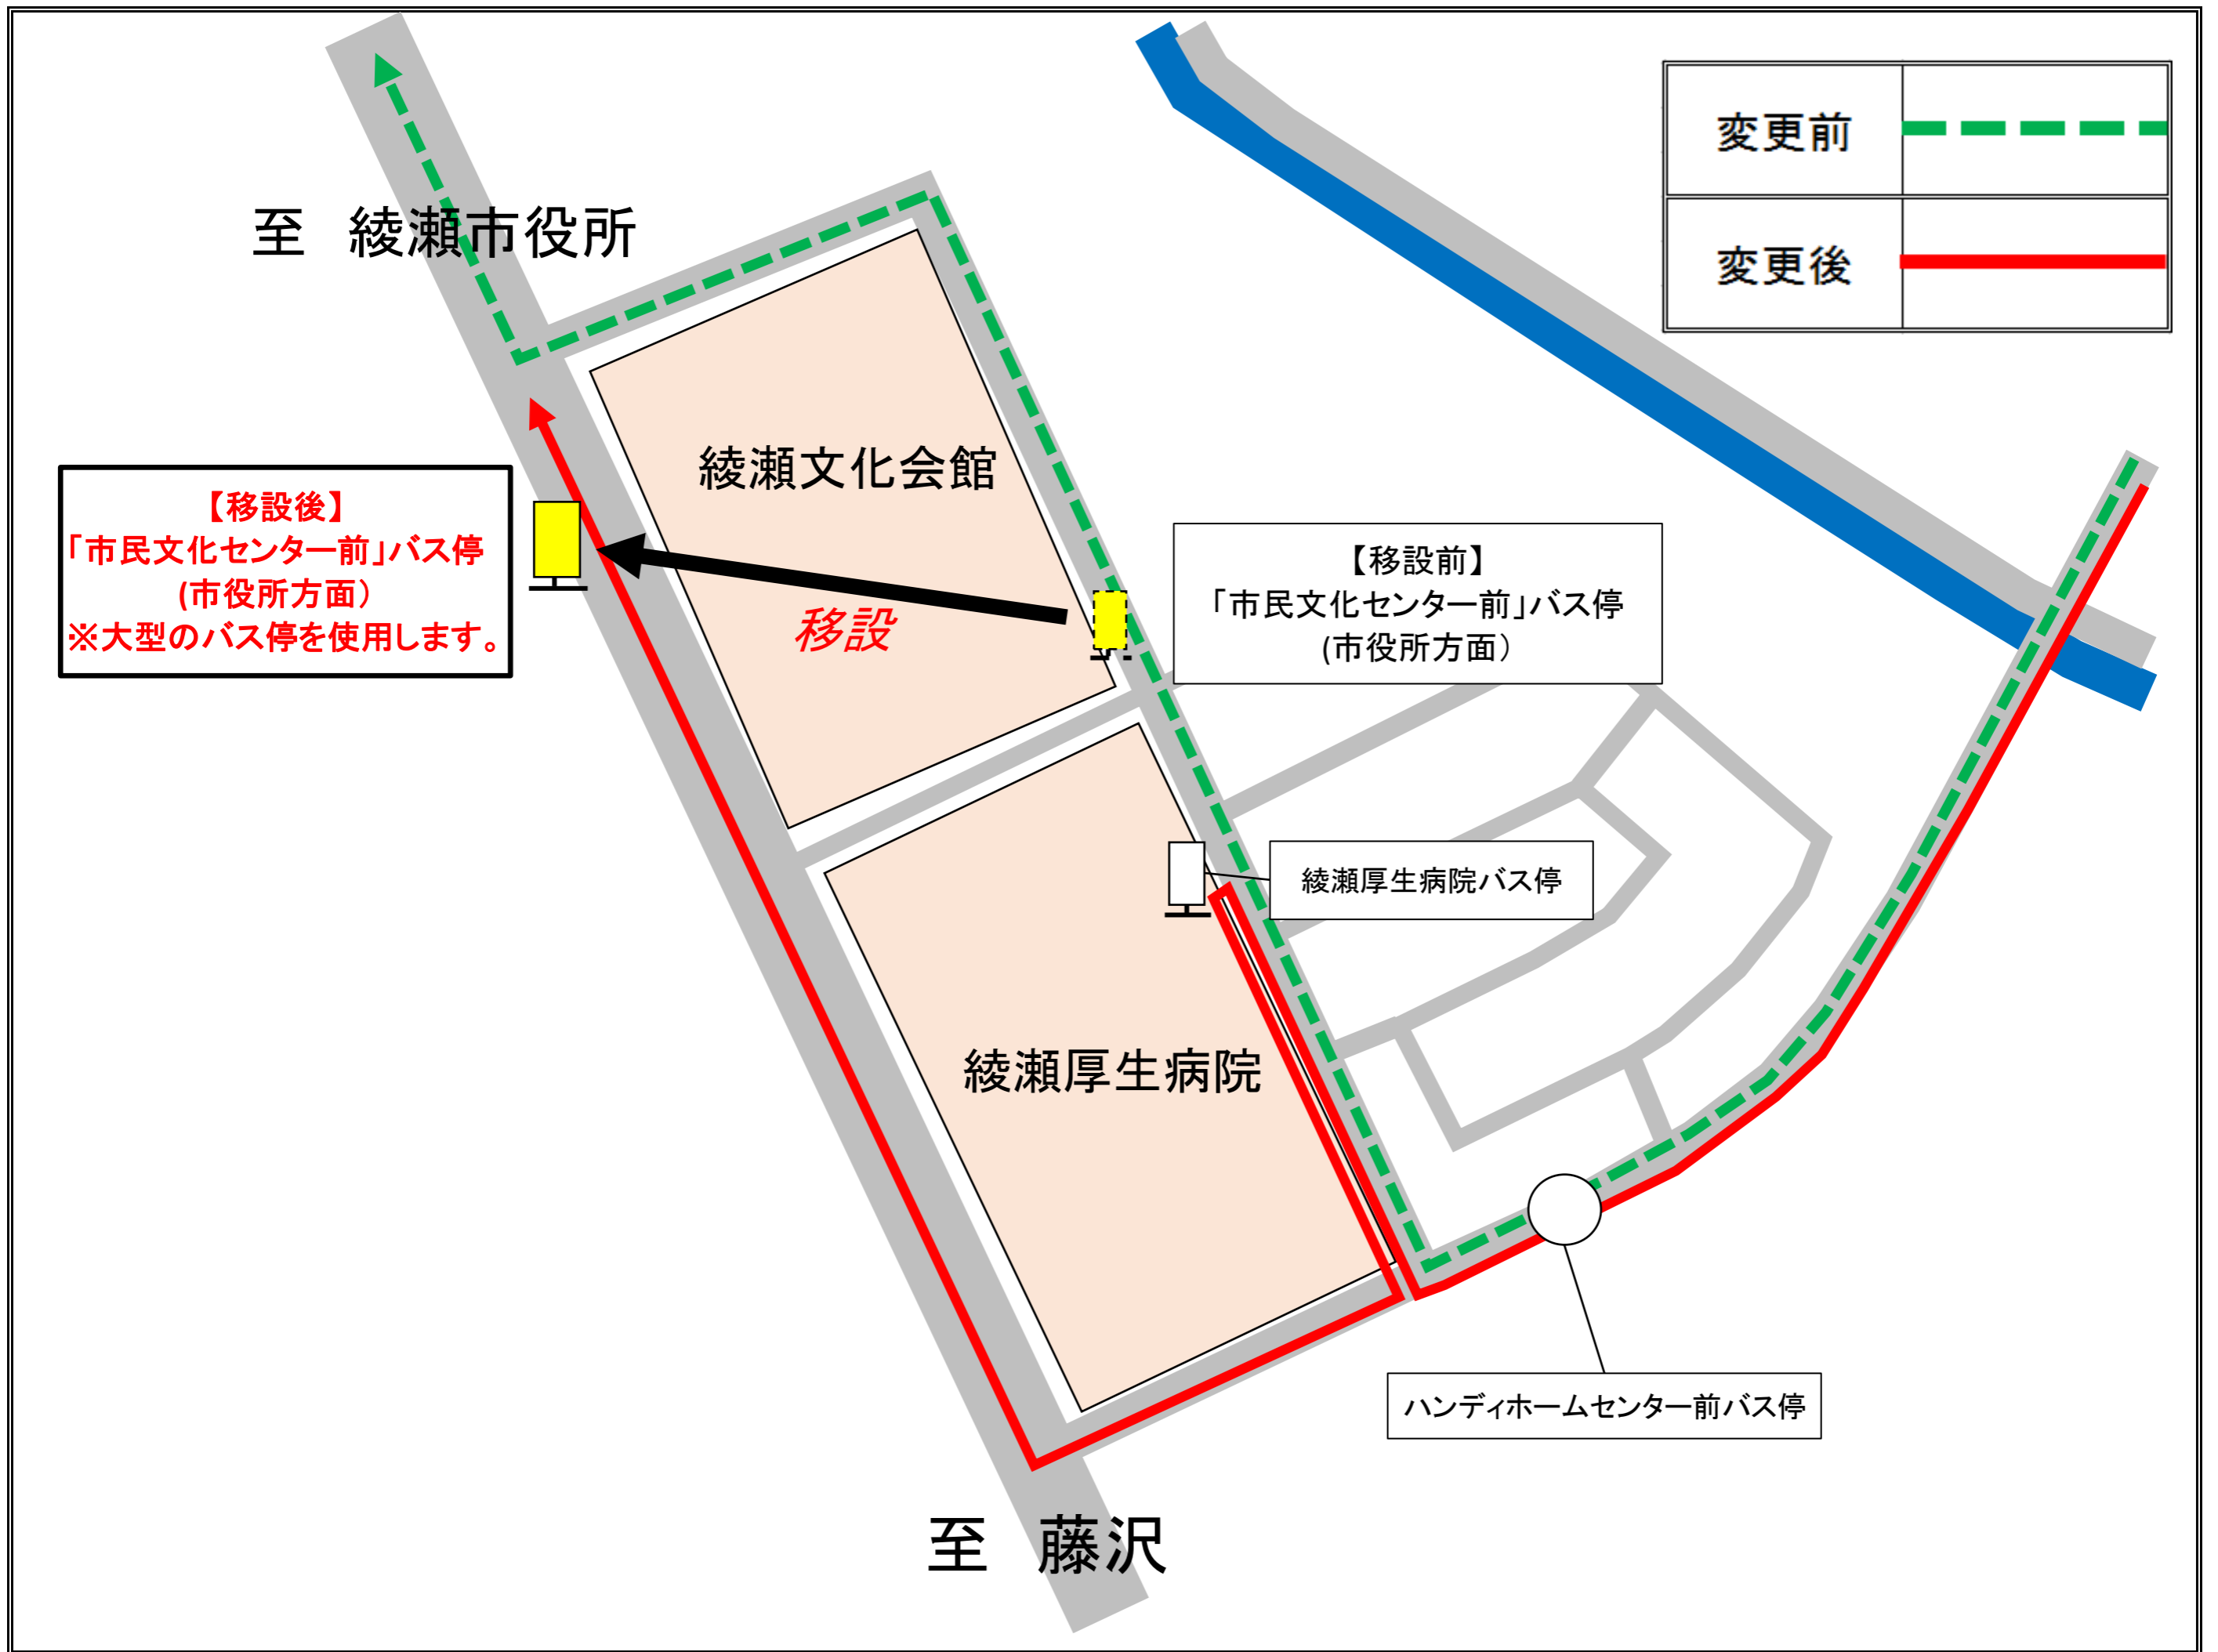 変更前
変更後
至　綾瀬市役所
綾瀬文化会館
【移設後】
「市民文化センター前」バス停
(市役所方面）
※大型のバス停を使用します。
移設
【移設前】
「市民文化センター前」バス停
(市役所方面）
綾瀬厚生病院バス停
綾瀬厚生病院
ハンディホームセンター前バス停
至　藤沢